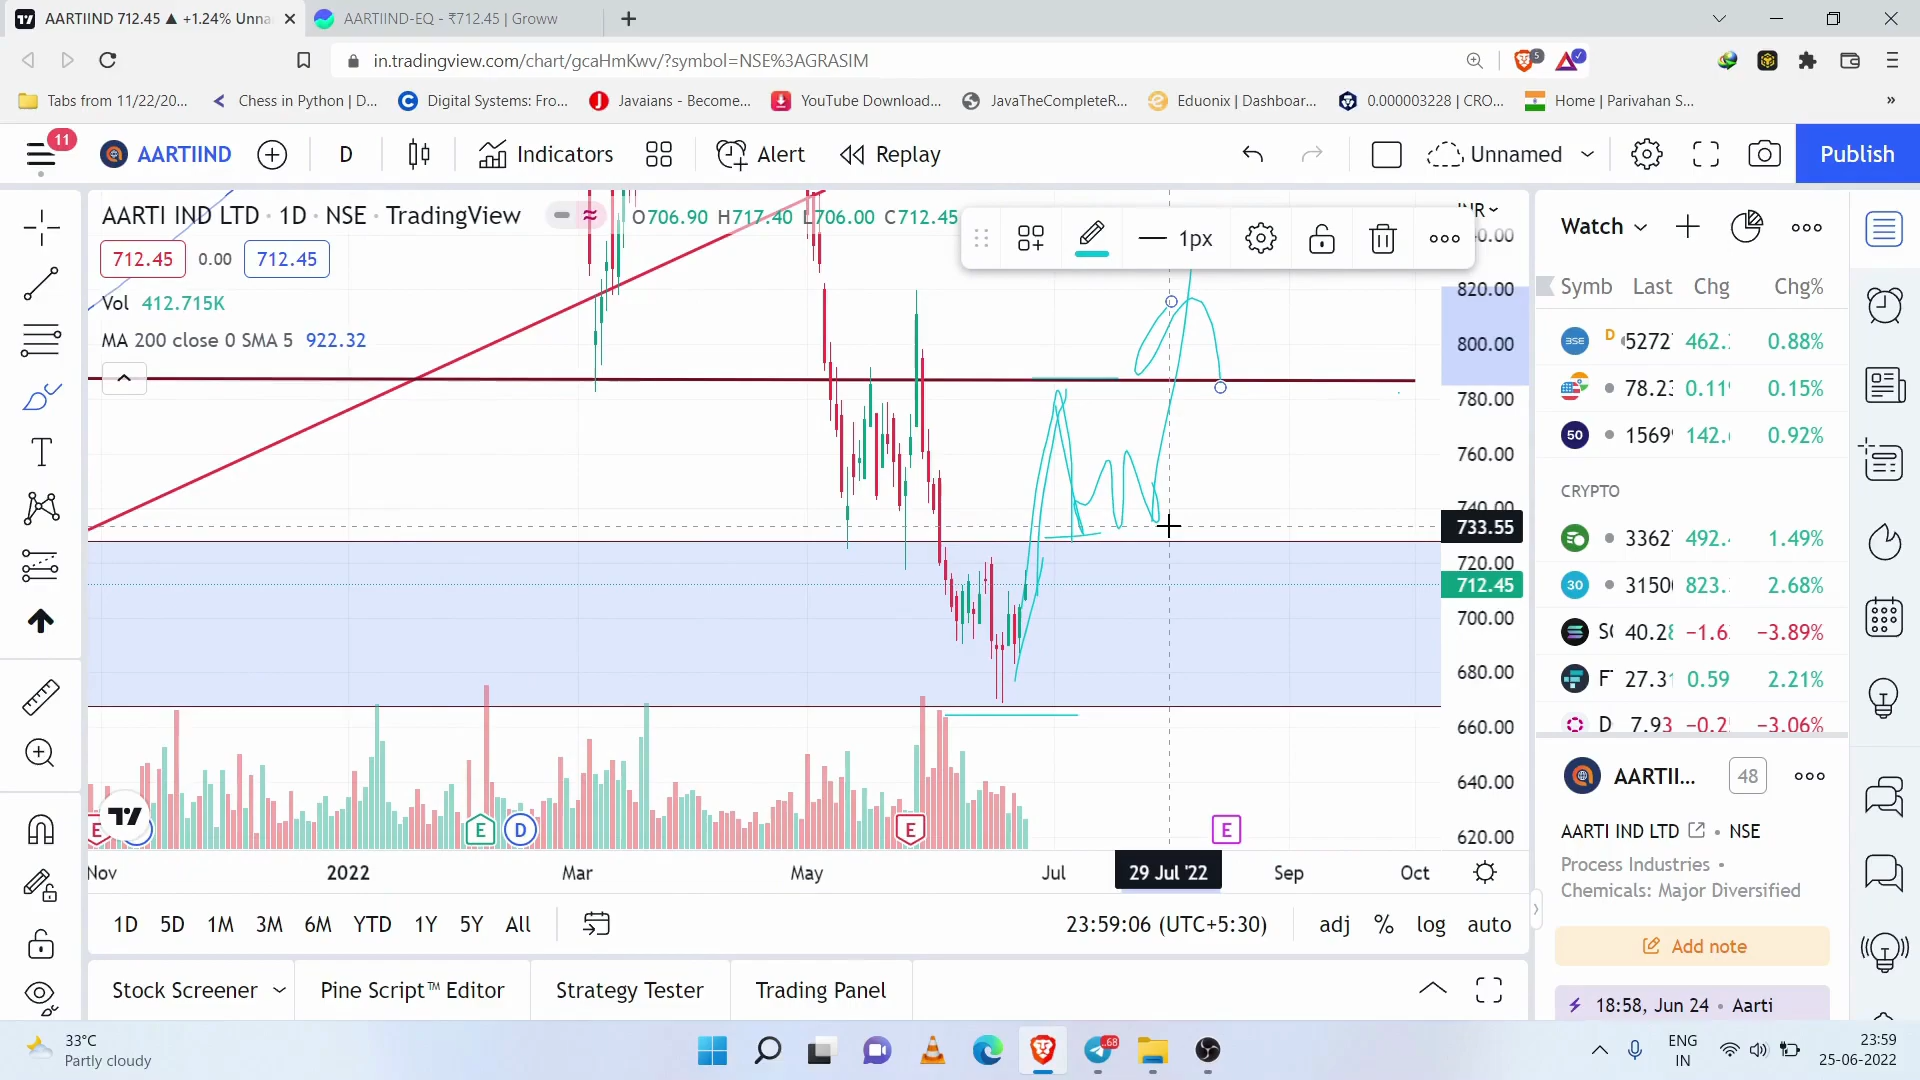 AARTIIND 712.45 ▲ +1.24% Unna
AARTIIND-EQ - ₹712.45 | Groww
in.tradingview.com/chart/gcaHmKwv/?symbol=NSE%3AGRASIM
5
Tabs from 11/22/20...
Chess in Python | D...
Digital Systems: Fro...
Javaians - Become...
YouTube Download...
JavaTheCompleteR...
Eduonix | Dashboar...
0.000003228 | CRO...
Home | Parivahan S...
11
AARTIIND
D
Indicators
Alert
Replay
Unnamed
Publish
AARTI IND LTD · 1D · NSE · TradingView
O706.90 H717.40 L706.00 C712.45
712.45
0.00
712.45
Vol 412.715K
MA 200 close 0 SMA 5 922.32
1px
820.00
800.00
780.00
760.00
733.55
720.00
712.45
700.00
680.00
660.00
640.00
620.00
E
E
D
E
E
Nov
2022
Mar
May
Jul
29 Jul '22
Sep
Oct
1D
5D
1M
3M
6M
YTD
1Y
5Y
All
23:59:06 (UTC+5:30)
adj
%
log
auto
Stock Screener
Pine Script™ Editor
Strategy Tester
Trading Panel
Watch
Symb Last Chg Chg%
BSE D 5272 462. 0.88%
78.23 0.11 0.15%
50 1569 142. 0.92%
CRYPTO
3362 492. 1.49%
30 3150 823. 2.68%
40.28 −1.6 −3.89%
27.31 0.59 2.21%
D 7.93 −0.2 −3.06%
AARTII...
48
AARTI IND LTD • NSE
Process Industries •
Chemicals: Major Diversified
Add note
18:58, Jun 24 • Aarti
33°C
Partly cloudy
68
ENG
IN
23:59
25-06-2022